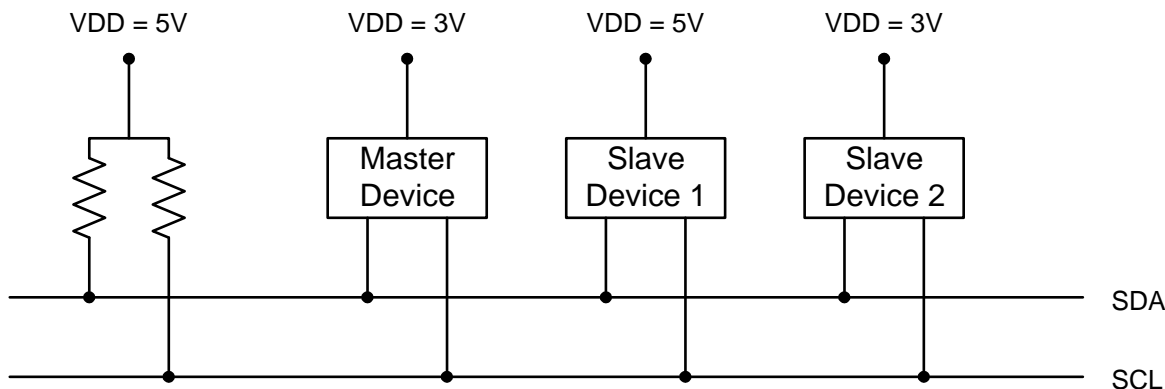 VDD = 5V
VDD = 3V
VDD = 5V
VDD = 3V
Master
Device
Slave
Device 1
Slave
Device 2
SDA
SCL